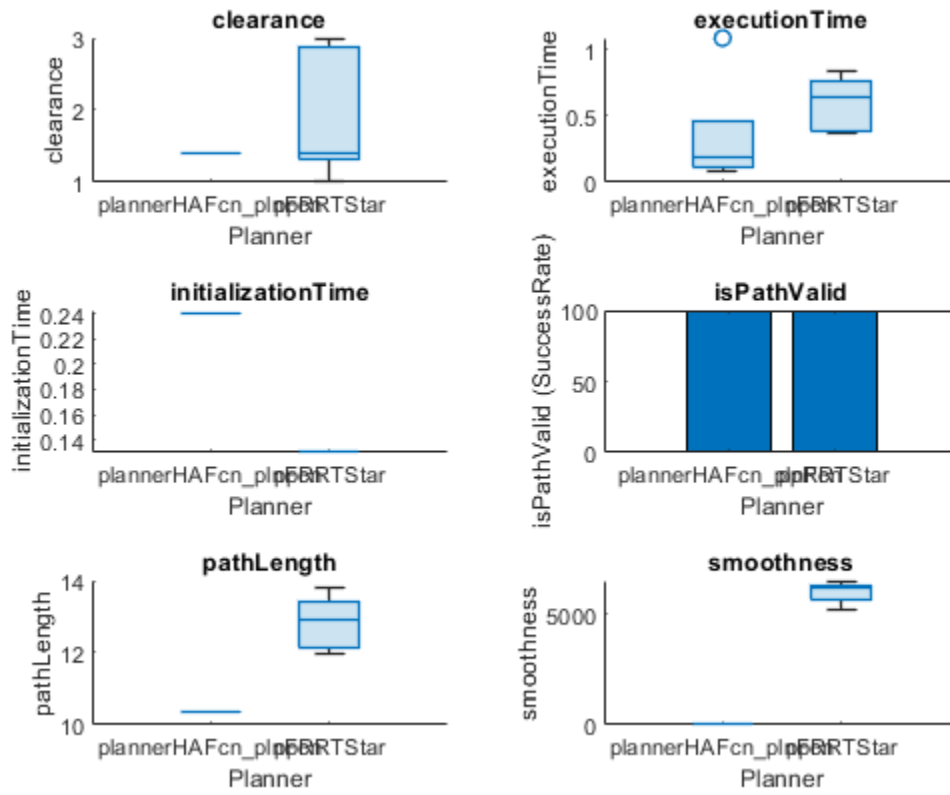 clearance
3
2
1
clearance
plannerHAFcn_plnpcn
Planner
executionTime
1
0.5
0
executionTime
Planner
initializationTime
0.24
0.22
0.2
0.18
0.16
0.14
initializationTime
Planner
isPathValid
100
50
0
isPathValid (SuccessRate)
Planner
pathLength
14
12
10
pathLength
Planner
smoothness
5000
0
smoothness
Planner